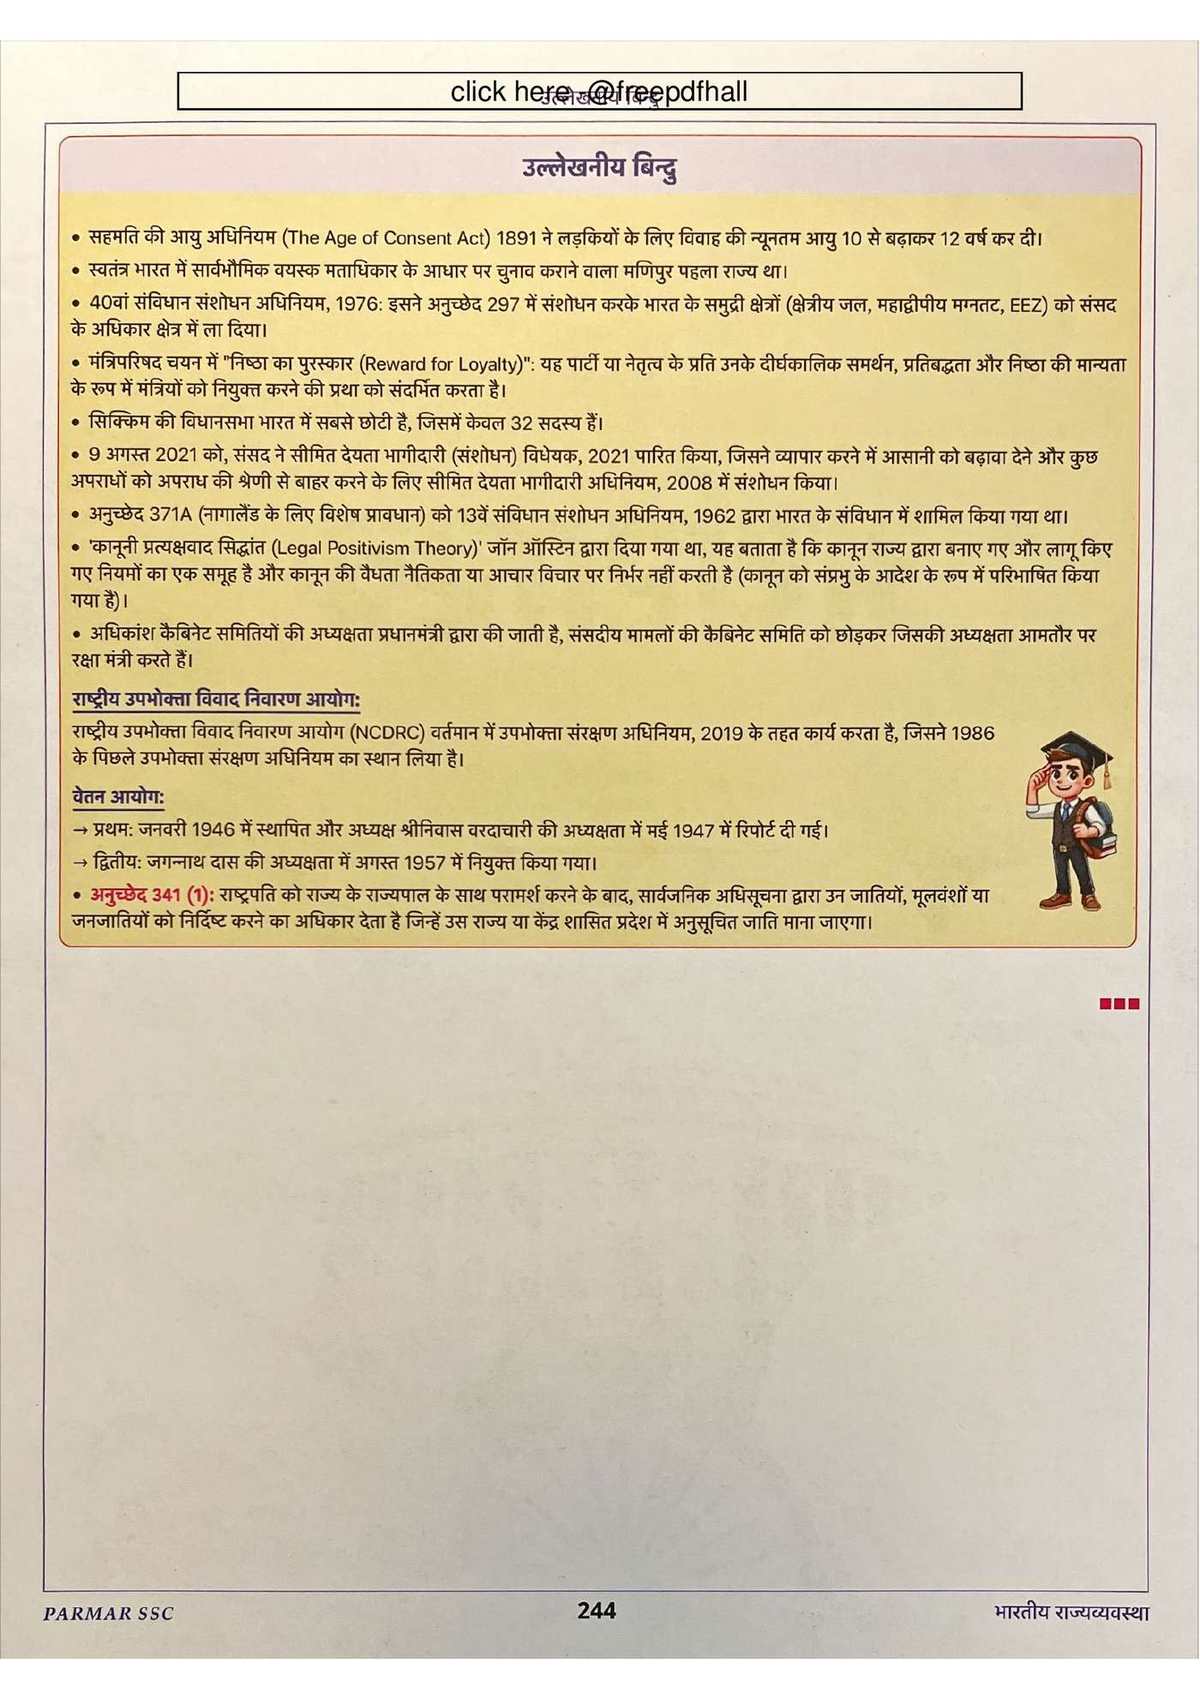 click here - @freepdfhall
उल्लेखनीय बिन्दु
उल्लेखनीय बिन्दु
• सहमति की आयु अधिनियम (The Age of Consent Act) 1891 ने लड़कियों के लिए विवाह की न्यूनतम आयु 10 से बढ़ाकर 12 वर्ष कर दी।
• स्वतंत्र भारत में सार्वभौमिक वयस्क मताधिकार के आधार पर चुनाव कराने वाला मणिपुर पहला राज्य था।
• 40वां संविधान संशोधन अधिनियम, 1976: इसने अनुच्छेद 297 में संशोधन करके भारत के समुद्री क्षेत्रों (क्षेत्रीय जल, महाद्वीपीय मग्नतट, EEZ) को संसद
के अधिकार क्षेत्र में ला दिया।
• मंत्रिपरिषद चयन में "निष्ठा का पुरस्कार (Reward for Loyalty)": यह पार्टी या नेतृत्व के प्रति उनके दीर्घकालिक समर्थन, प्रतिबद्धता और निष्ठा की मान्यता
के रूप में मंत्रियों को नियुक्त करने की प्रथा को संदर्भित करता है।
• सिक्किम की विधानसभा भारत में सबसे छोटी है, जिसमें केवल 32 सदस्य हैं।
• 9 अगस्त 2021 को, संसद ने सीमित देयता भागीदारी (संशोधन) विधेयक, 2021 पारित किया, जिसने व्यापार करने में आसानी को बढ़ावा देने और कुछ
अपराधों को अपराध की श्रेणी से बाहर करने के लिए सीमित देयता भागीदारी अधिनियम, 2008 में संशोधन किया।
• अनुच्छेद 371A (नागालैंड के लिए विशेष प्रावधान) को 13वें संविधान संशोधन अधिनियम, 1962 द्वारा भारत के संविधान में शामिल किया गया था।
• 'कानूनी प्रत्यक्षवाद सिद्धांत (Legal Positivism Theory)' जॉन ऑस्टिन द्वारा दिया गया था, यह बताता है कि कानून राज्य द्वारा बनाए गए और लागू किए
गए नियमों का एक समूह है और कानून की वैधता नैतिकता या आचार विचार पर निर्भर नहीं करती है (कानून को संप्रभु के आदेश के रूप में परिभाषित किया
गया है)।
• अधिकांश कैबिनेट समितियों की अध्यक्षता प्रधानमंत्री द्वारा की जाती है, संसदीय मामलों की कैबिनेट समिति को छोड़कर जिसकी अध्यक्षता आमतौर पर
रक्षा मंत्री करते हैं।
राष्ट्रीय उपभोक्ता विवाद निवारण आयोग:
राष्ट्रीय उपभोक्ता विवाद निवारण आयोग (NCDRC) वर्तमान में उपभोक्ता संरक्षण अधिनियम, 2019 के तहत कार्य करता है, जिसने 1986
के पिछले उपभोक्ता संरक्षण अधिनियम का स्थान लिया है।
वेतन आयोग:
→ प्रथम: जनवरी 1946 में स्थापित और अध्यक्ष श्रीनिवास वरदाचारी की अध्यक्षता में मई 1947 में रिपोर्ट दी गई।
→ द्वितीय: जगन्नाथ दास की अध्यक्षता में अगस्त 1957 में नियुक्त किया गया।
• अनुच्छेद 341 (1): राष्ट्रपति को राज्य के राज्यपाल के साथ परामर्श करने के बाद, सार्वजनिक अधिसूचना द्वारा उन जातियों, मूलवंशों या
जनजातियों को निर्दिष्ट करने का अधिकार देता है जिन्हें उस राज्य या केंद्र शासित प्रदेश में अनुसूचित जाति माना जाएगा।
PARMAR SSC
244
भारतीय राज्यव्यवस्था